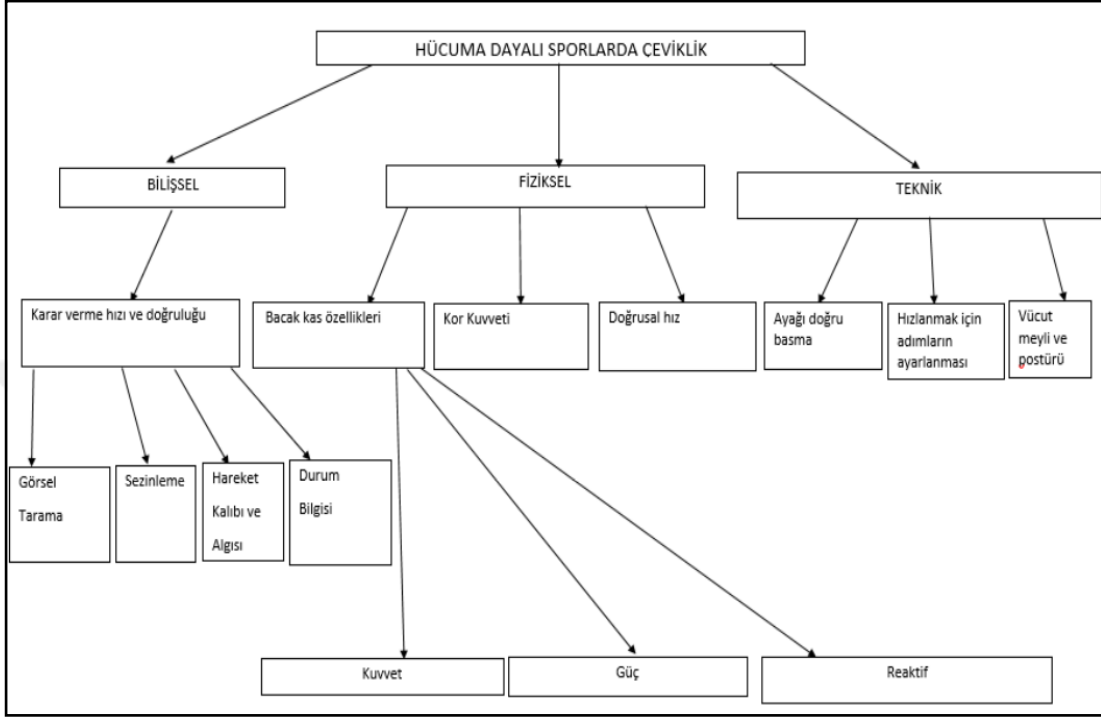 HÜCUMA DAYALI SPORLARDA ÇEVİKLİK
BİLİŞSEL
FİZİKSEL
TEKNİK
Karar verme hızı ve doğruluğu
Bacak kas özellikleri
Kor Kuvveti
Doğrusal hız
Ayağı doğru
basma
Hızlanmak için
adımların
ayarlanması
Vücut
meyli ve
postürü
Görsel
Tarama
Sezinleme
Hareket
Kalıbı ve
Algısı
Durum
Bilgisi
Kuvvet
Güç
Reaktif